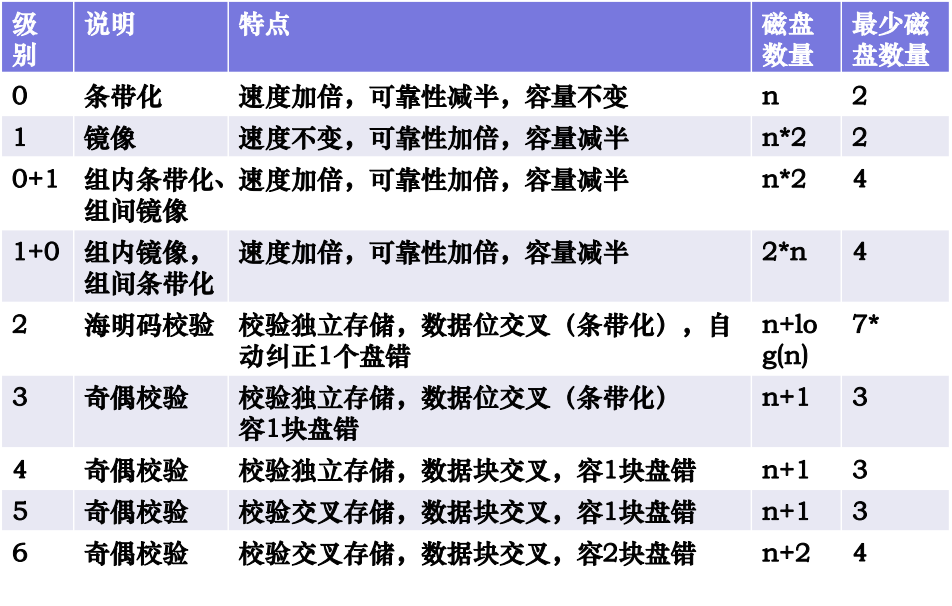 级别 说明 特点 磁盘数量 最少磁盘数量
0 条带化 速度加倍，可靠性减半，容量不变 n 2
1 镜像 速度不变，可靠性加倍，容量减半 n*2 2
0+1 组内条带化、组间镜像 速度加倍，可靠性加倍，容量减半 n*2 4
1+0 组内镜像，组间条带化 速度加倍，可靠性加倍，容量减半 2*n 4
2 海明码校验 校验独立存储，数据位交叉（条带化），自动纠正1个盘错 n+log(n) 7*
3 奇偶校验 校验独立存储，数据位交叉（条带化） 容1块盘错 n+1 3
4 奇偶校验 校验独立存储，数据块交叉，容1块盘错 n+1 3
5 奇偶校验 校验交叉存储，数据块交叉，容1块盘错 n+1 3
6 奇偶校验 校验交叉存储，数据块交叉，容2块盘错 n+2 4